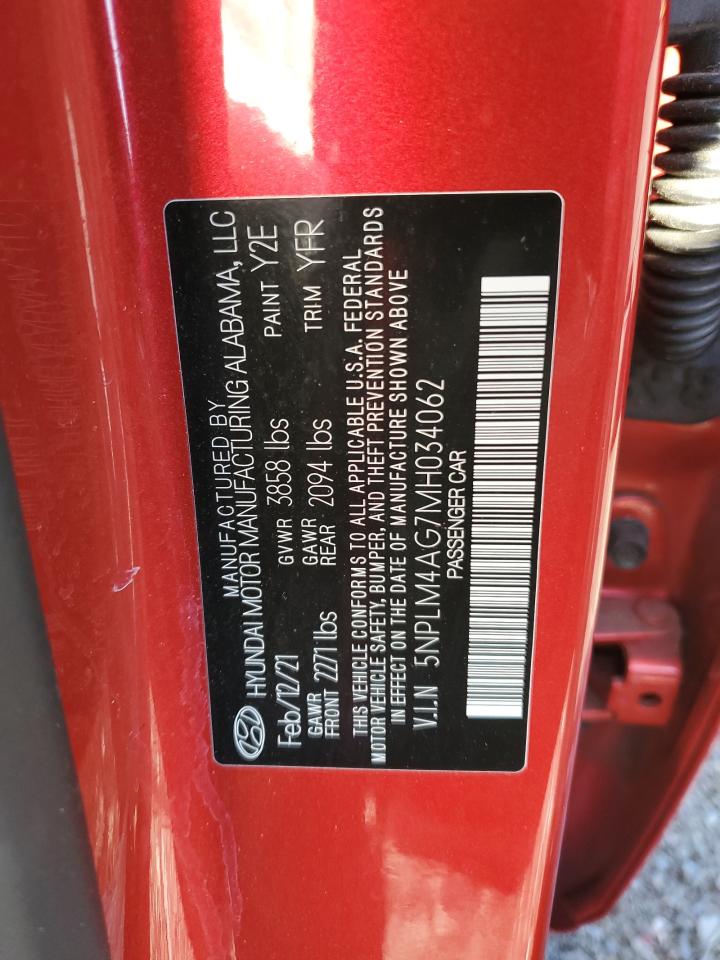 MANUFACTURED BY
HYUNDAI MOTOR MANUFACTURING ALABAMA, LLC
Feb/12/21 GVWR 3858 lbs PAINT Y2E
GAWR FRONT 2271 lbs GAWR REAR 2094 lbs TRIM YFR
THIS VEHICLE CONFORMS TO ALL APPLICABLE U.S.A. FEDERAL
MOTOR VEHICLE SAFETY, BUMPER, AND THEFT PREVENTION STANDARDS
IN EFFECT ON THE DATE OF MANUFACTURE SHOWN ABOVE
V.I.N 5NPLM4AG7MH034062
PASSENGER CAR